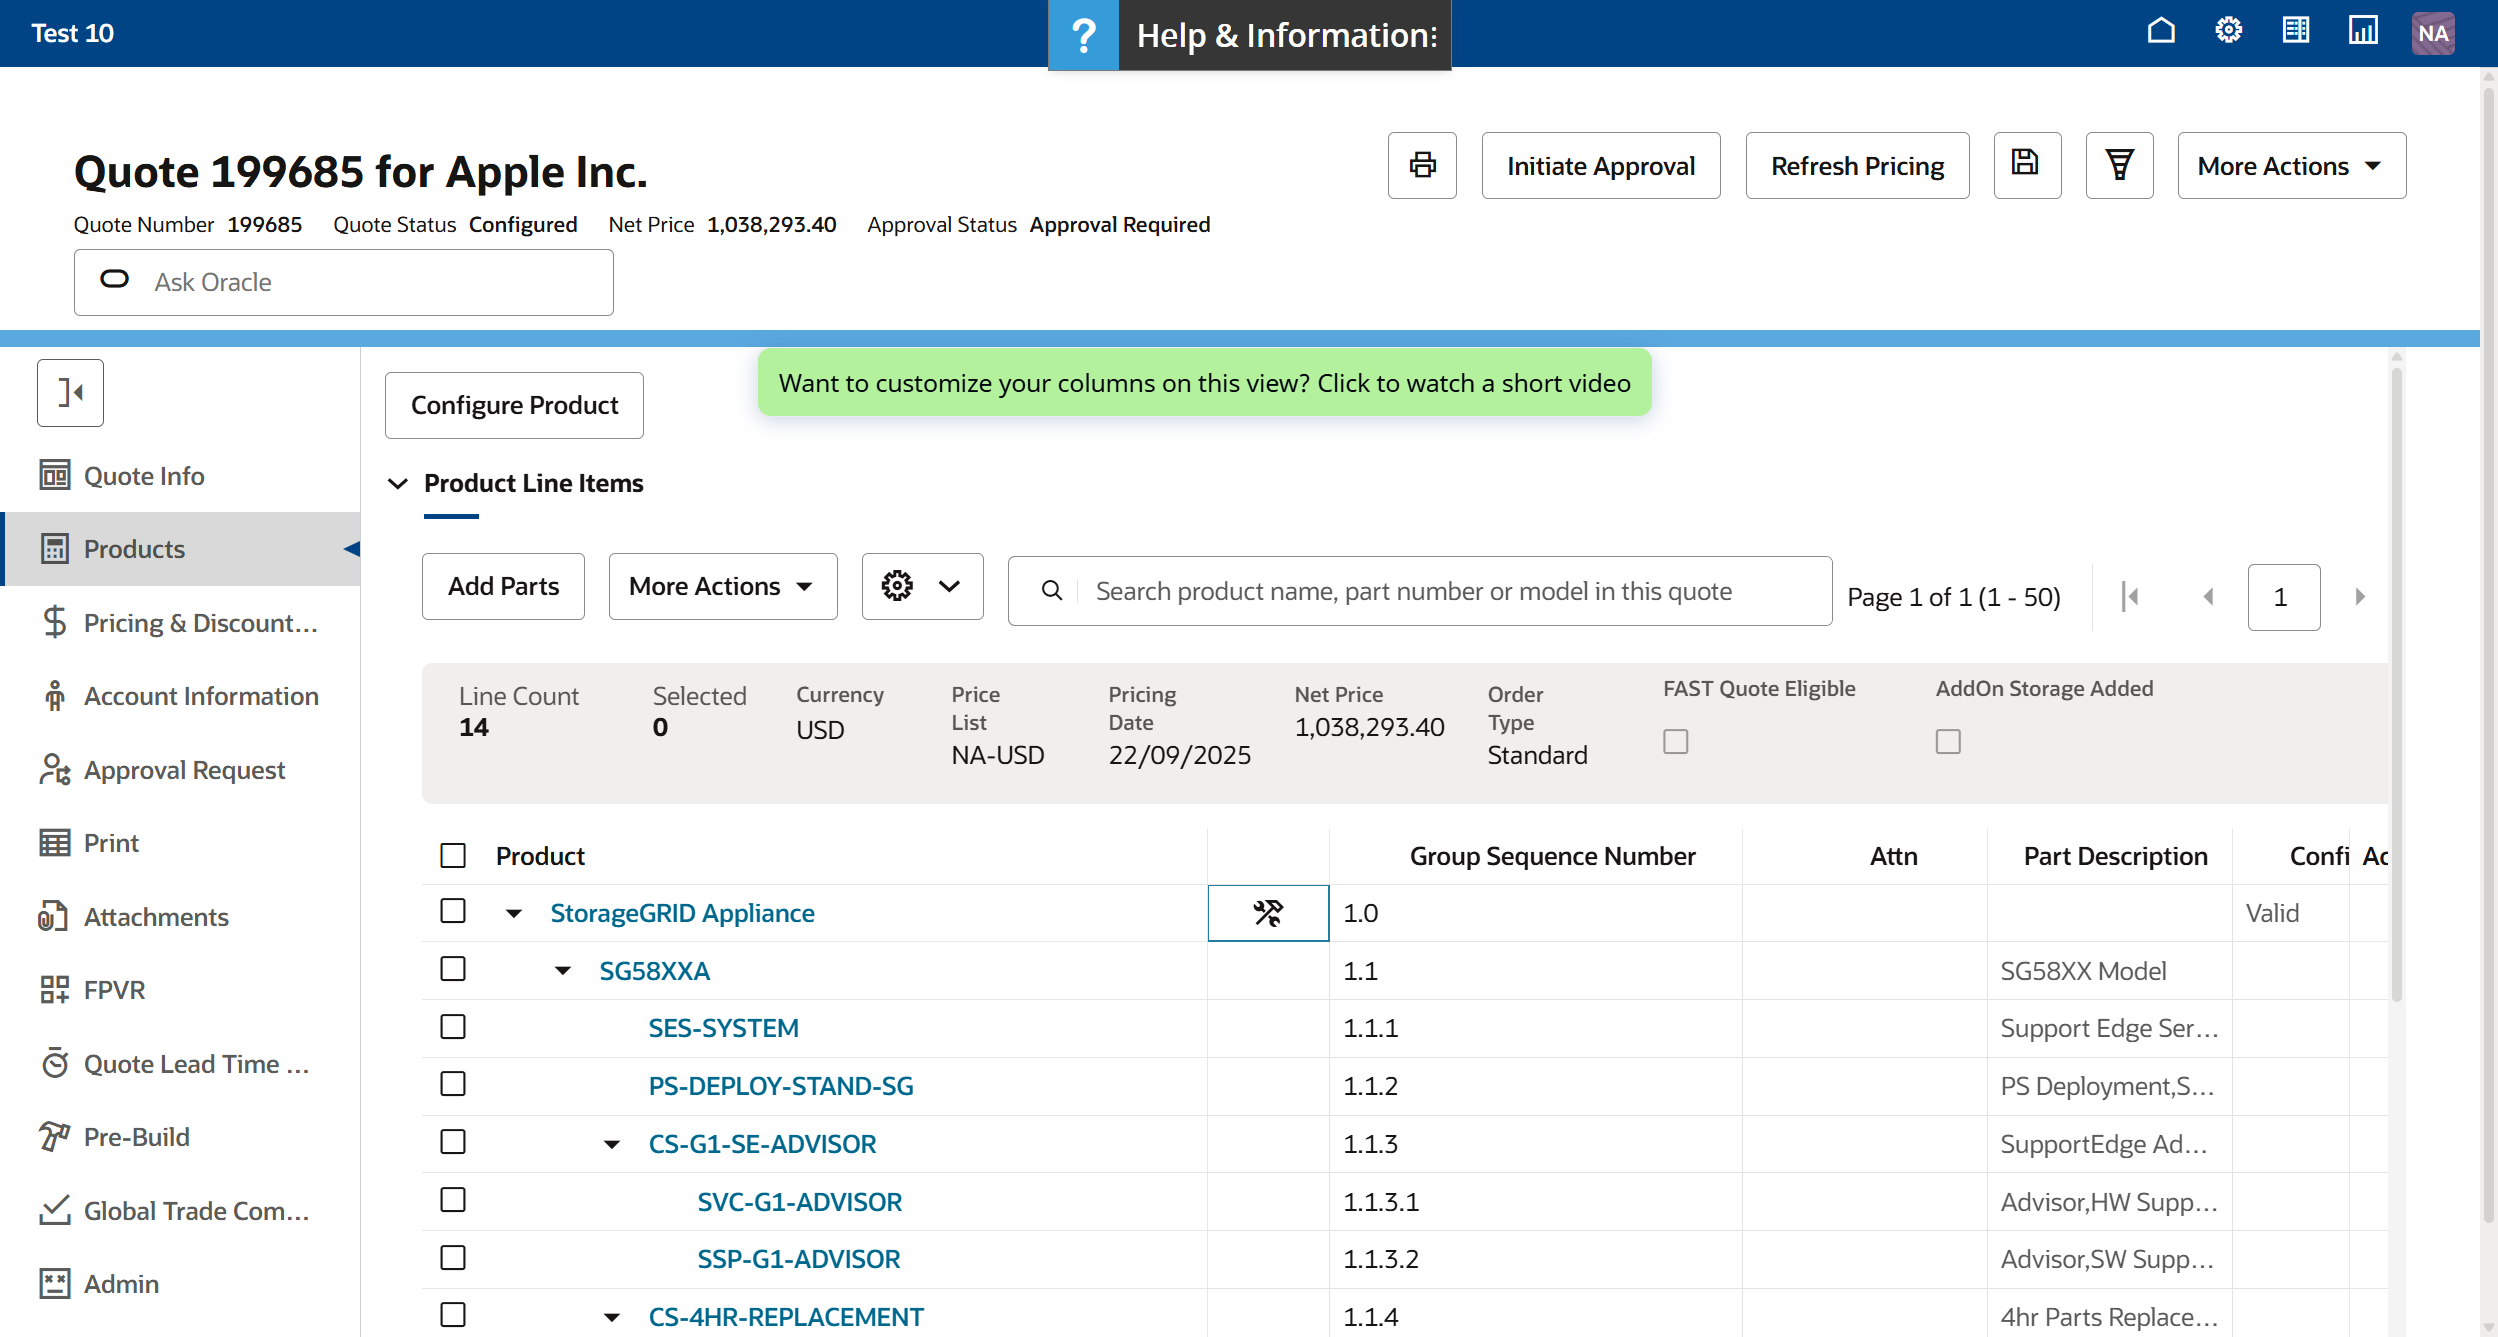 Test 10
? Help & Information
NA
Quote 199685 for Apple Inc.
Initiate Approval
Refresh Pricing
More Actions
Quote Number 199685 Quote Status Configured Net Price 1,038,293.40 Approval Status Approval Required
Ask Oracle
Quote Info
Products
Pricing & Discount...
Account Information
Approval Request
Print
Attachments
FPVR
Quote Lead Time ...
Pre-Build
Global Trade Com...
Admin
Configure Product
Want to customize your columns on this view? Click to watch a short video
Product Line Items
Add Parts
More Actions
Search product name, part number or model in this quote
Page 1 of 1 (1 - 50)
1
Line Count
14
Selected
0
Currency
USD
Price
List
NA-USD
Pricing
Date
22/09/2025
Net Price
1,038,293.40
Order
Type
Standard
FAST Quote Eligible
AddOn Storage Added
Product Group Sequence Number Attn Part Description Confi Ac
StorageGRID Appliance 1.0 Valid
SG58XXA 1.1 SG58XX Model
SES-SYSTEM 1.1.1 Support Edge Ser...
PS-DEPLOY-STAND-SG 1.1.2 PS Deployment,S...
CS-G1-SE-ADVISOR 1.1.3 SupportEdge Ad...
SVC-G1-ADVISOR 1.1.3.1 Advisor,HW Supp...
SSP-G1-ADVISOR 1.1.3.2 Advisor,SW Supp...
CS-4HR-REPLACEMENT 1.1.4 4hr Parts Replace...